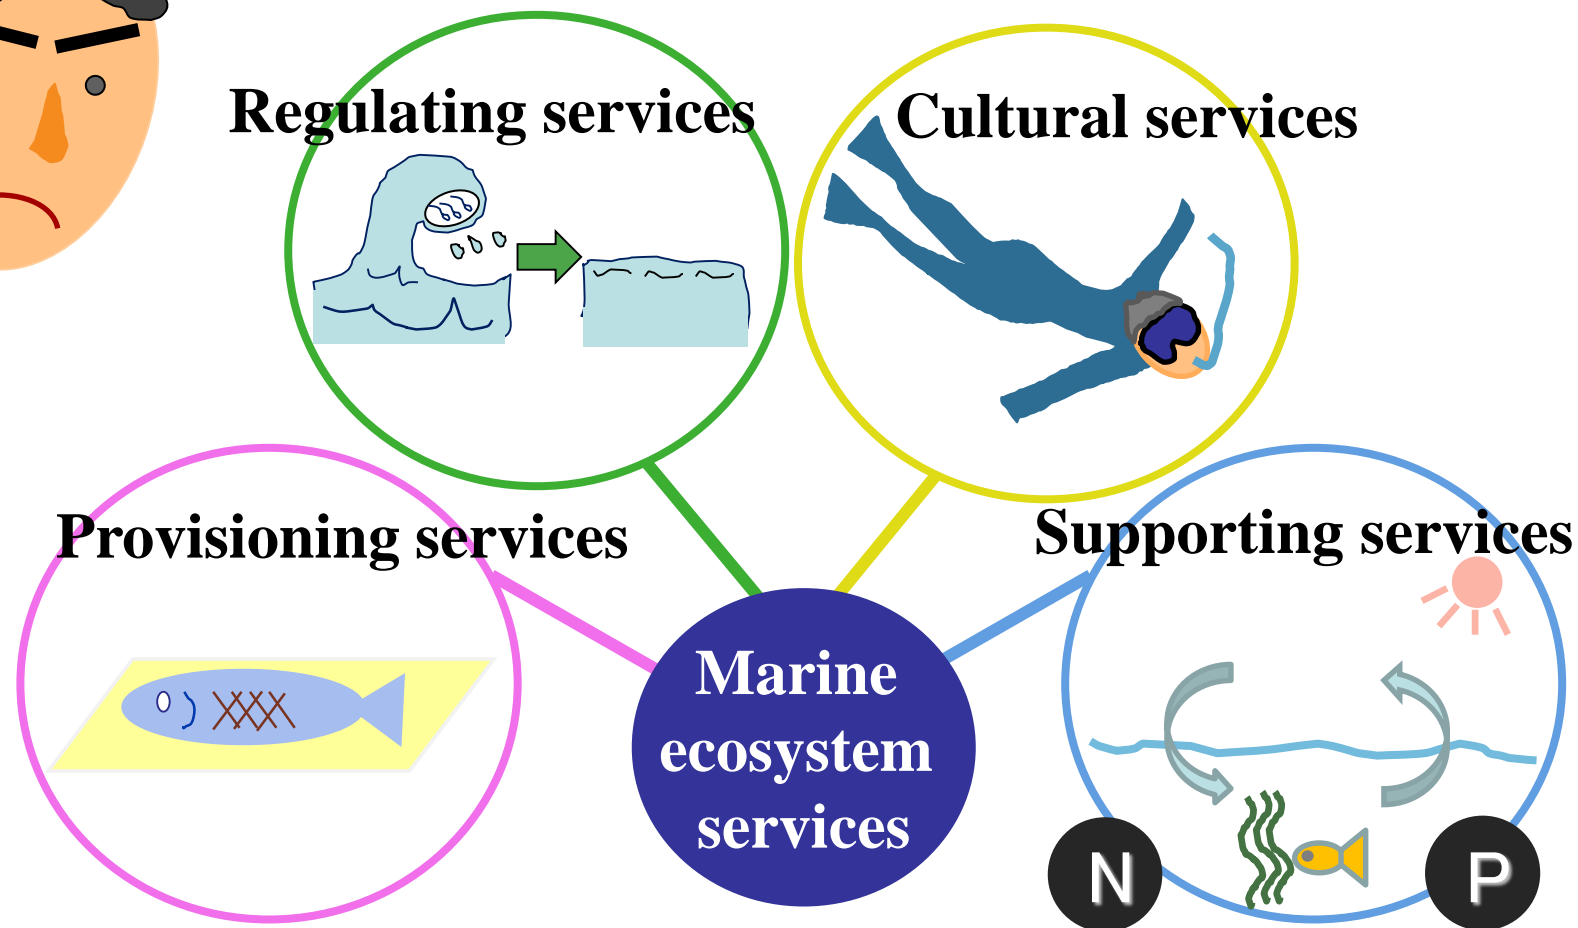 Regulating services
Cultural services
Provisioning services
Supporting services
Marine
ecosystem
services
N
P